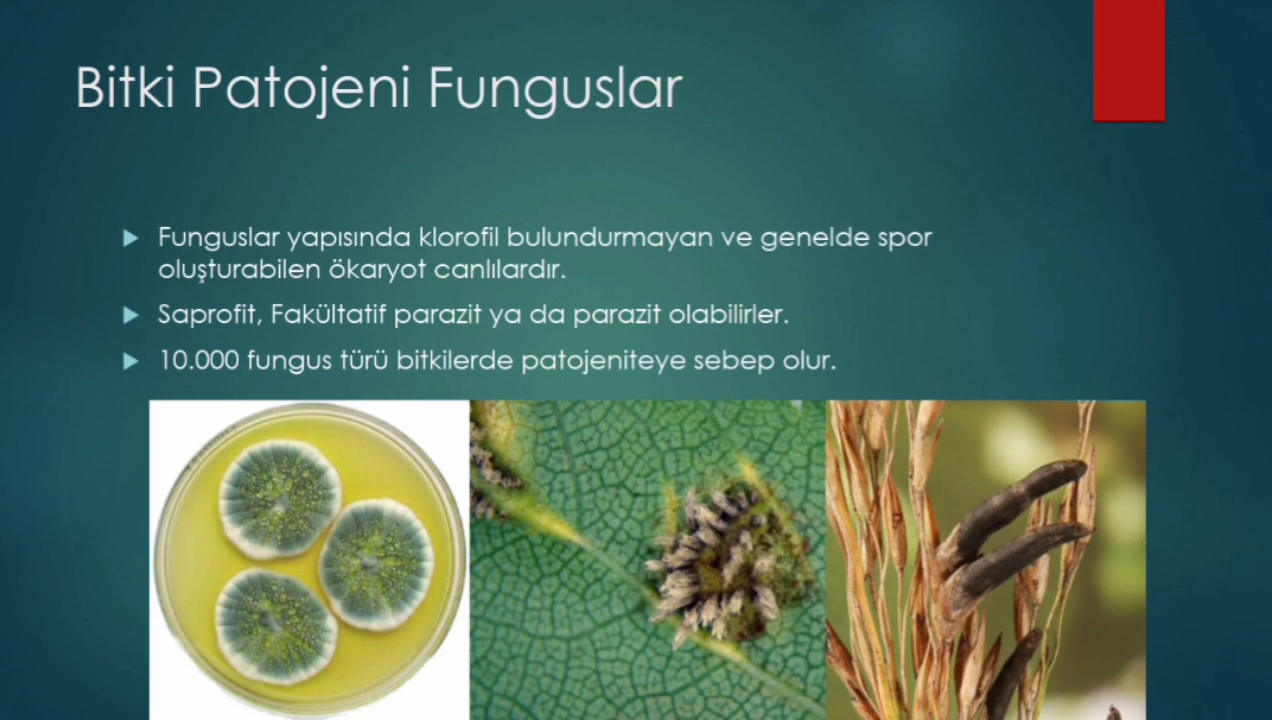 Bitki Patojeni Funguslar
Funguslar yapısında klorofil bulundurmayan ve genelde spor
oluşturabilen ökaryot canlılardır.
Saprofit, Fakültatif parazit ya da parazit olabilirler.
10.000 fungus türü bitkilerde patojeniteye sebep olur.